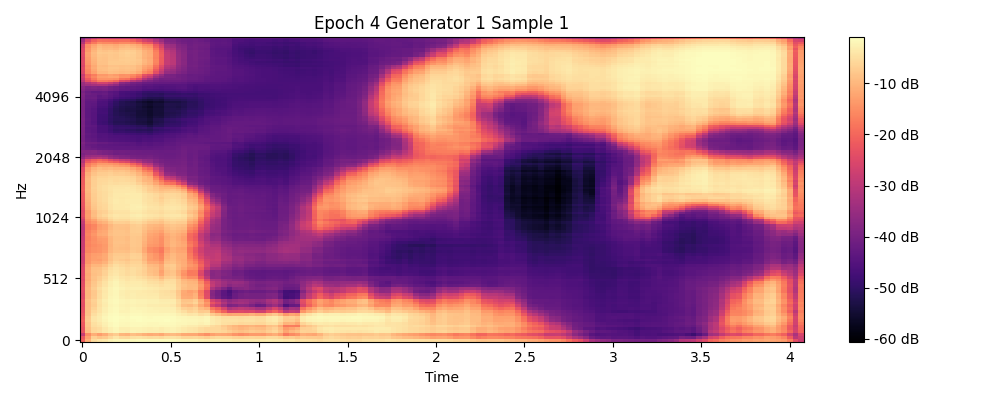 Epoch 4 Generator 1 Sample 1
Hz
4096
2048
1024
512
0
0 0.5 1 1.5 2 2.5 3 3.5 4
Time
-10 dB
-20 dB
-30 dB
-40 dB
-50 dB
-60 dB